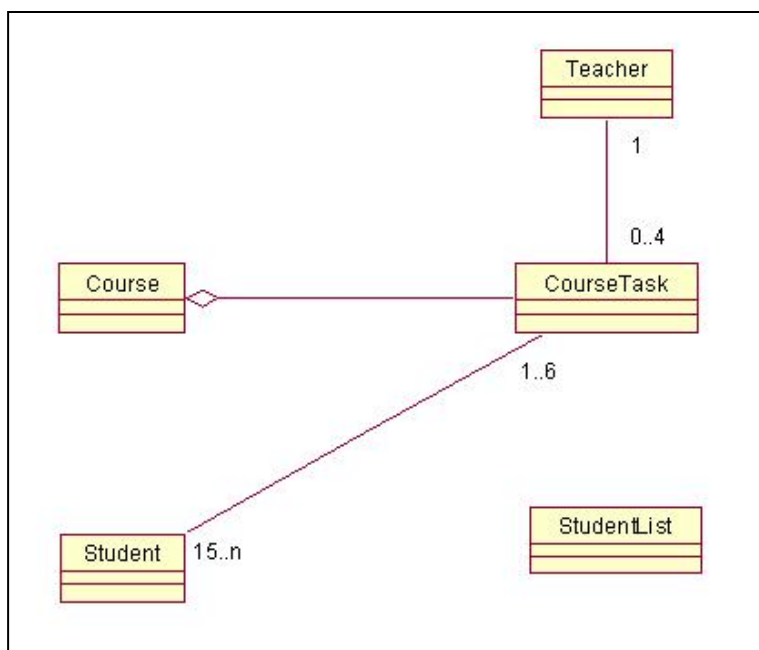 Teacher
1
0..4
Course
CourseTask
1..6
Student
15..n
StudentList